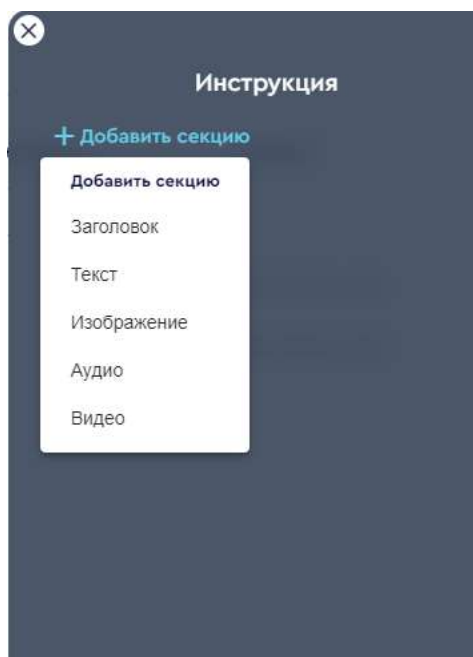 Инструкция
+ Добавить секцию
Добавить секцию
Заголовок
Текст
Изображение
Аудио
Видео